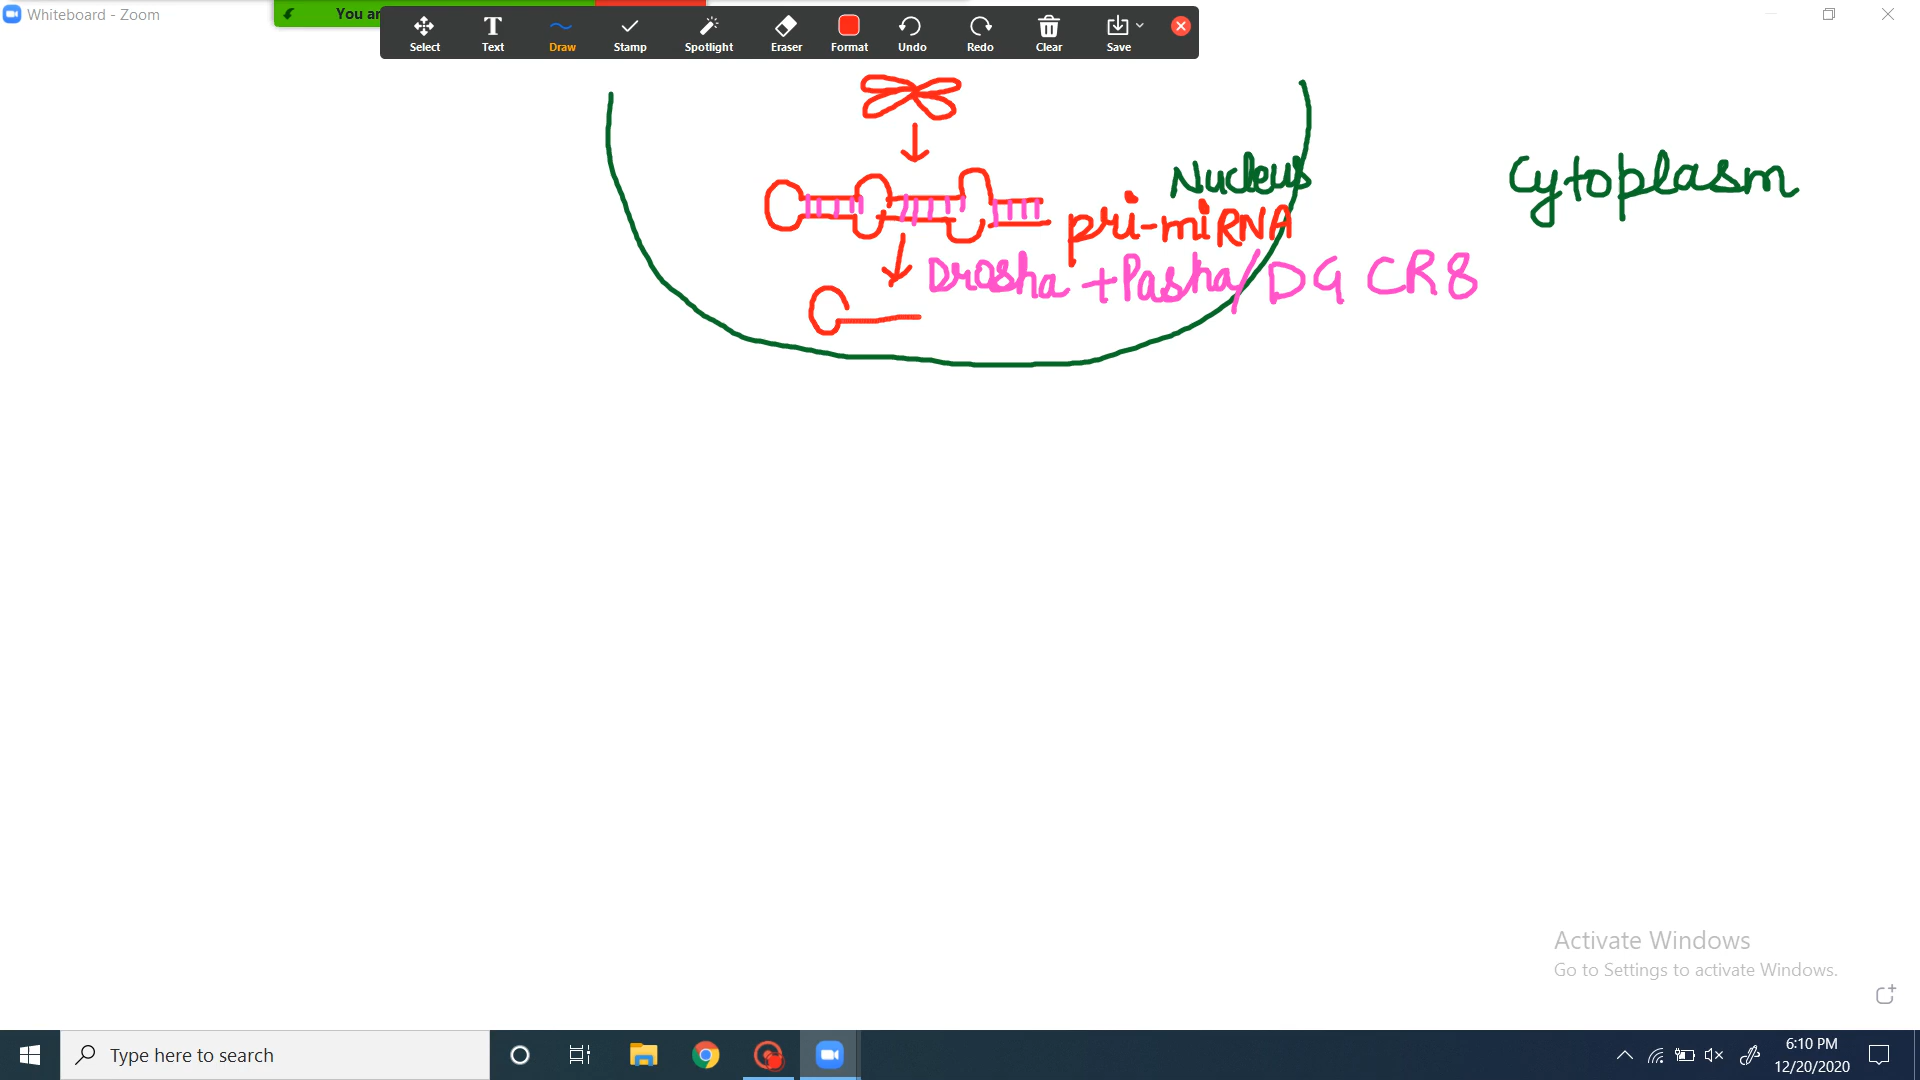 Whiteboard - Zoom
You ar
Select Text Draw Stamp Spotlight Eraser Format Undo Redo Clear Save
Nucleus
Cytoplasm
pri-miRNA
Drosha + Pasha / DG CR8
Activate Windows
Go to Settings to activate Windows.
Type here to search
6:10 PM
12/20/2020